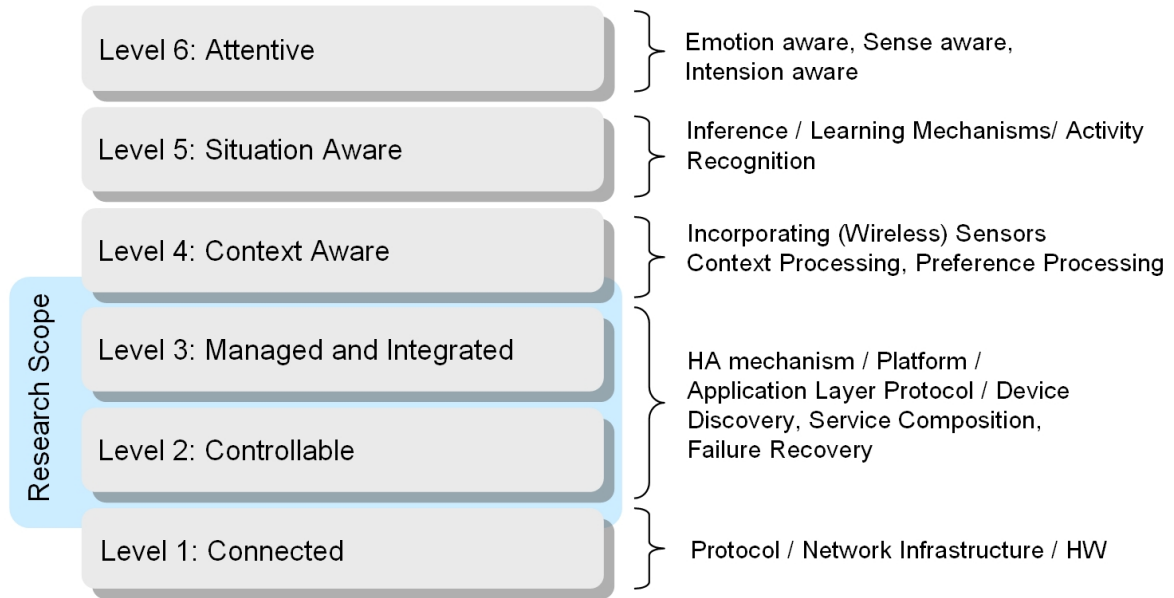 Level 6: Attentive
Emotion aware, Sense aware,
Intension aware
Level 5: Situation Aware
Inference / Learning Mechanisms/ Activity
Recognition
Level 4: Context Aware
Incorporating (Wireless) Sensors
Context Processing, Preference Processing
Research Scope
Level 3: Managed and Integrated
Level 2: Controllable
HA mechanism / Platform /
Application Layer Protocol / Device
Discovery, Service Composition,
Failure Recovery
Level 1: Connected
Protocol / Network Infrastructure / HW